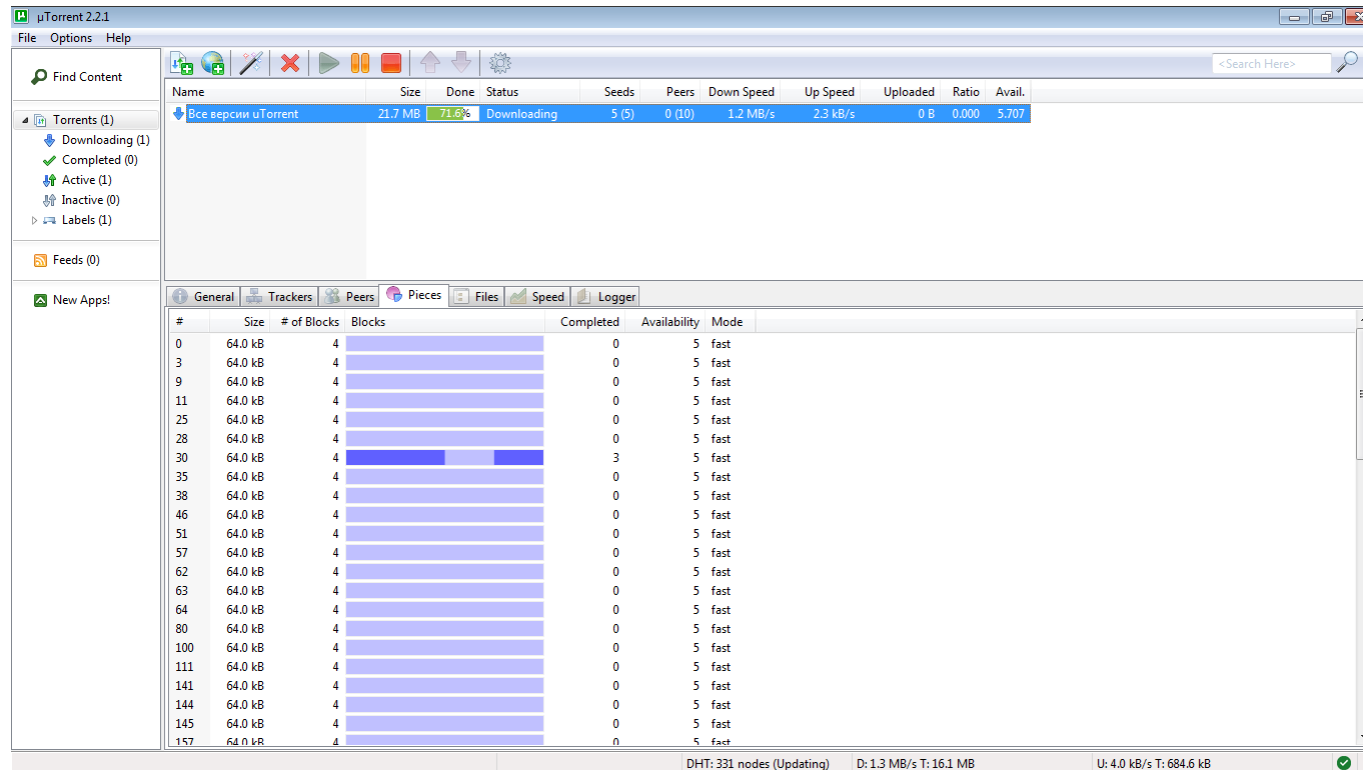 µTorrent 2.2.1
File Options Help
Find Content
<Search Here>
Name Size Done Status Seeds Peers Down Speed Up Speed Uploaded Ratio Avail.
Все версии uTorrent 21.7 MB 71.6% Downloading 5 (5) 0 (10) 1.2 MB/s 2.3 kB/s 0 B 0.000 5.707
Torrents (1)
Downloading (1)
Completed (0)
Active (1)
Inactive (0)
Labels (1)
Feeds (0)
New Apps!
General Trackers Peers Pieces Files Speed Logger
# Size # of Blocks Blocks Completed Availability Mode
0 64.0 kB 4 0 5 fast
3 64.0 kB 4 0 5 fast
9 64.0 kB 4 0 5 fast
11 64.0 kB 4 0 5 fast
25 64.0 kB 4 0 5 fast
28 64.0 kB 4 0 5 fast
30 64.0 kB 4 3 5 fast
35 64.0 kB 4 0 5 fast
38 64.0 kB 4 0 5 fast
46 64.0 kB 4 0 5 fast
51 64.0 kB 4 0 5 fast
57 64.0 kB 4 0 5 fast
62 64.0 kB 4 0 5 fast
63 64.0 kB 4 0 5 fast
64 64.0 kB 4 0 5 fast
80 64.0 kB 4 0 5 fast
100 64.0 kB 4 0 5 fast
111 64.0 kB 4 0 5 fast
141 64.0 kB 4 0 5 fast
144 64.0 kB 4 0 5 fast
145 64.0 kB 4 0 5 fast
157 64.0 kB 4 0 5 fast
DHT: 331 nodes (Updating) D: 1.3 MB/s T: 16.1 MB U: 4.0 kB/s T: 684.6 kB